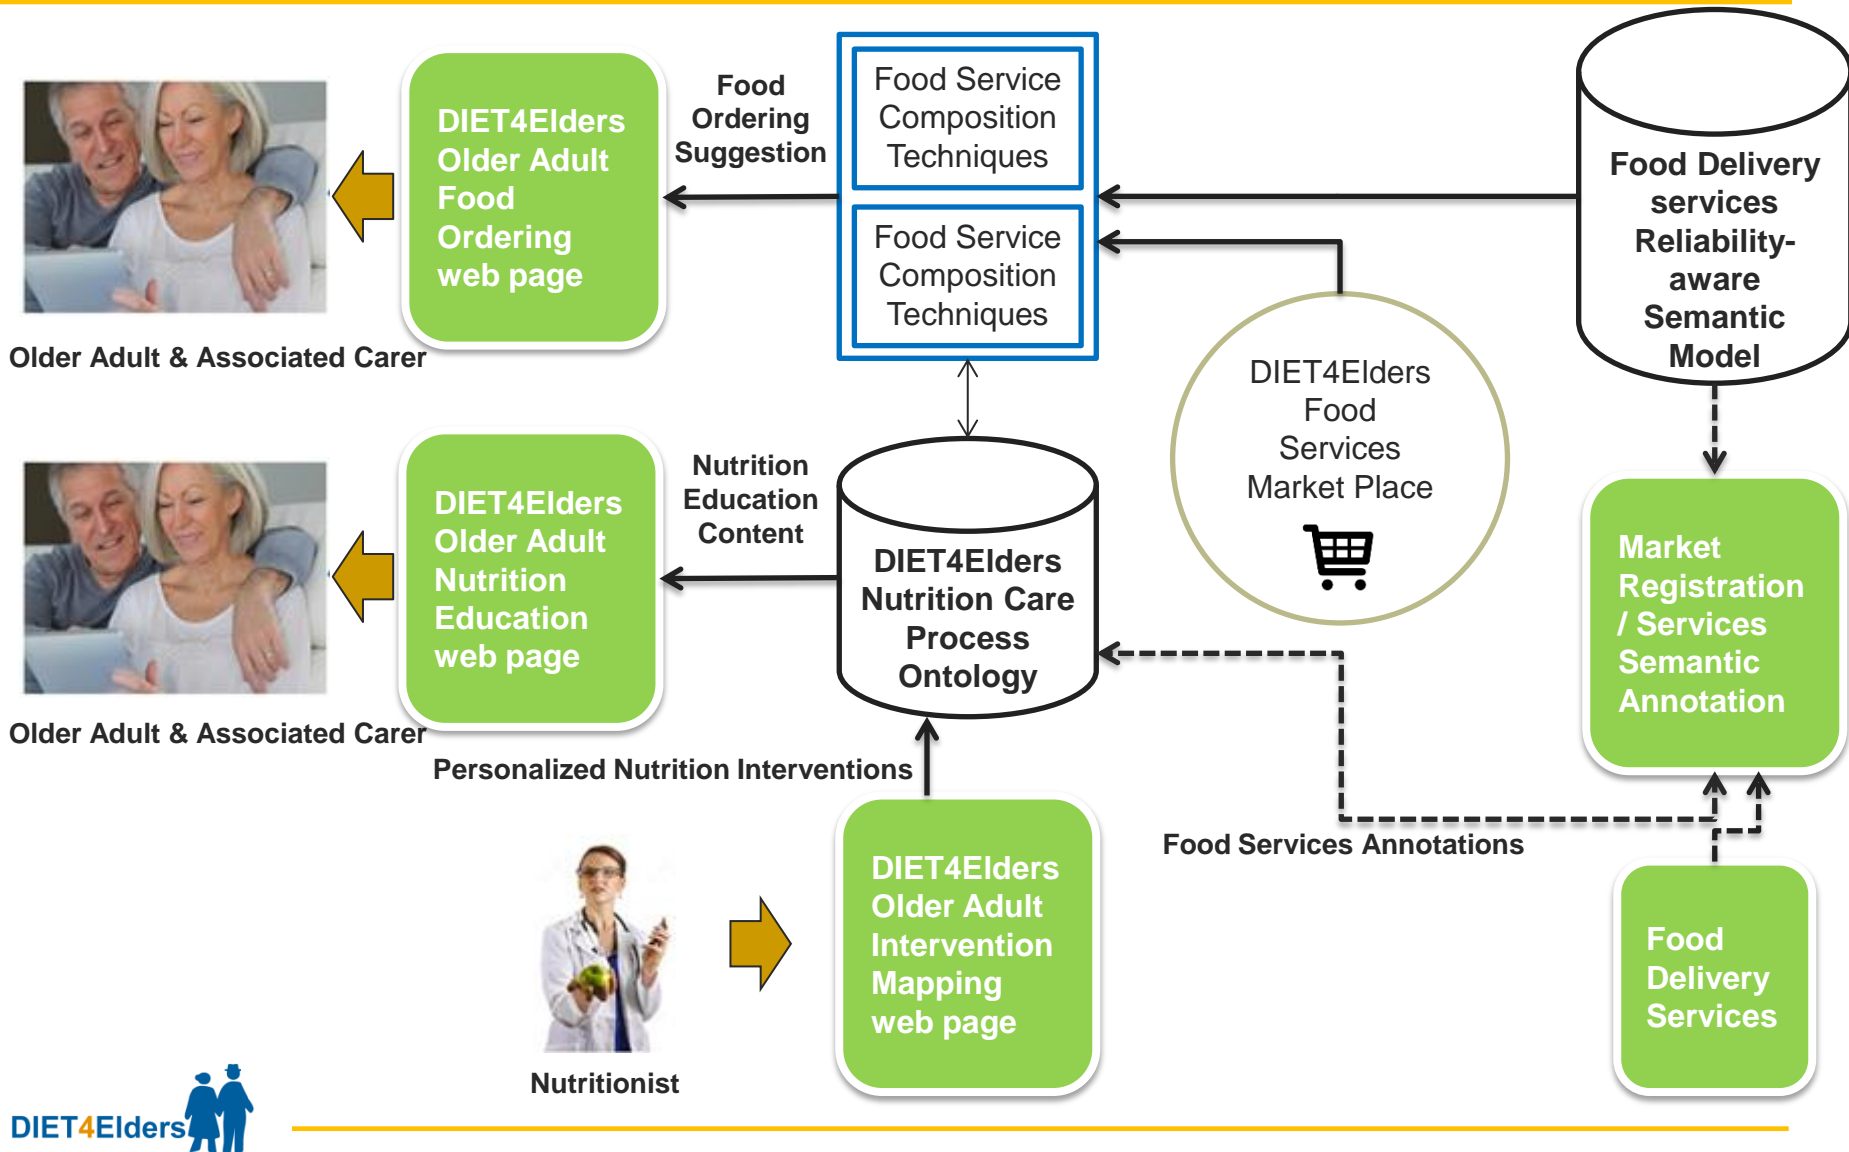 DIET4Elders
Older Adult
Food
Ordering
web page
Food
Ordering
Suggestion
Food Service
Composition
Techniques
Food Service
Composition
Techniques
Food Delivery
services
Reliability-
aware
Semantic
Model
Older Adult & Associated Carer
DIET4Elders
Food
Services
Market Place
DIET4Elders
Older Adult
Nutrition
Education
web page
Nutrition
Education
Content
DIET4Elders
Nutrition Care
Process
Ontology
Market
Registration
/ Services
Semantic
Annotation
Older Adult & Associated Carer
Personalized Nutrition Interventions
Food Services Annotations
DIET4Elders
Older Adult
Intervention
Mapping
web page
Food
Delivery
Services
Nutritionist
DIET4Elders